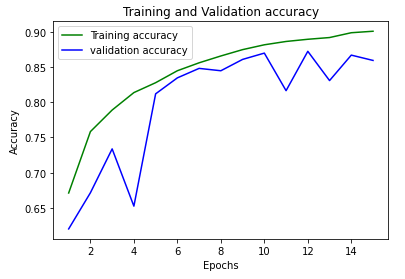 Training and Validation accuracy
Training accuracy
validation accuracy
Accuracy
0.90
0.85
0.80
0.75
0.70
0.65
2 4 6 8 10 12 14
Epochs